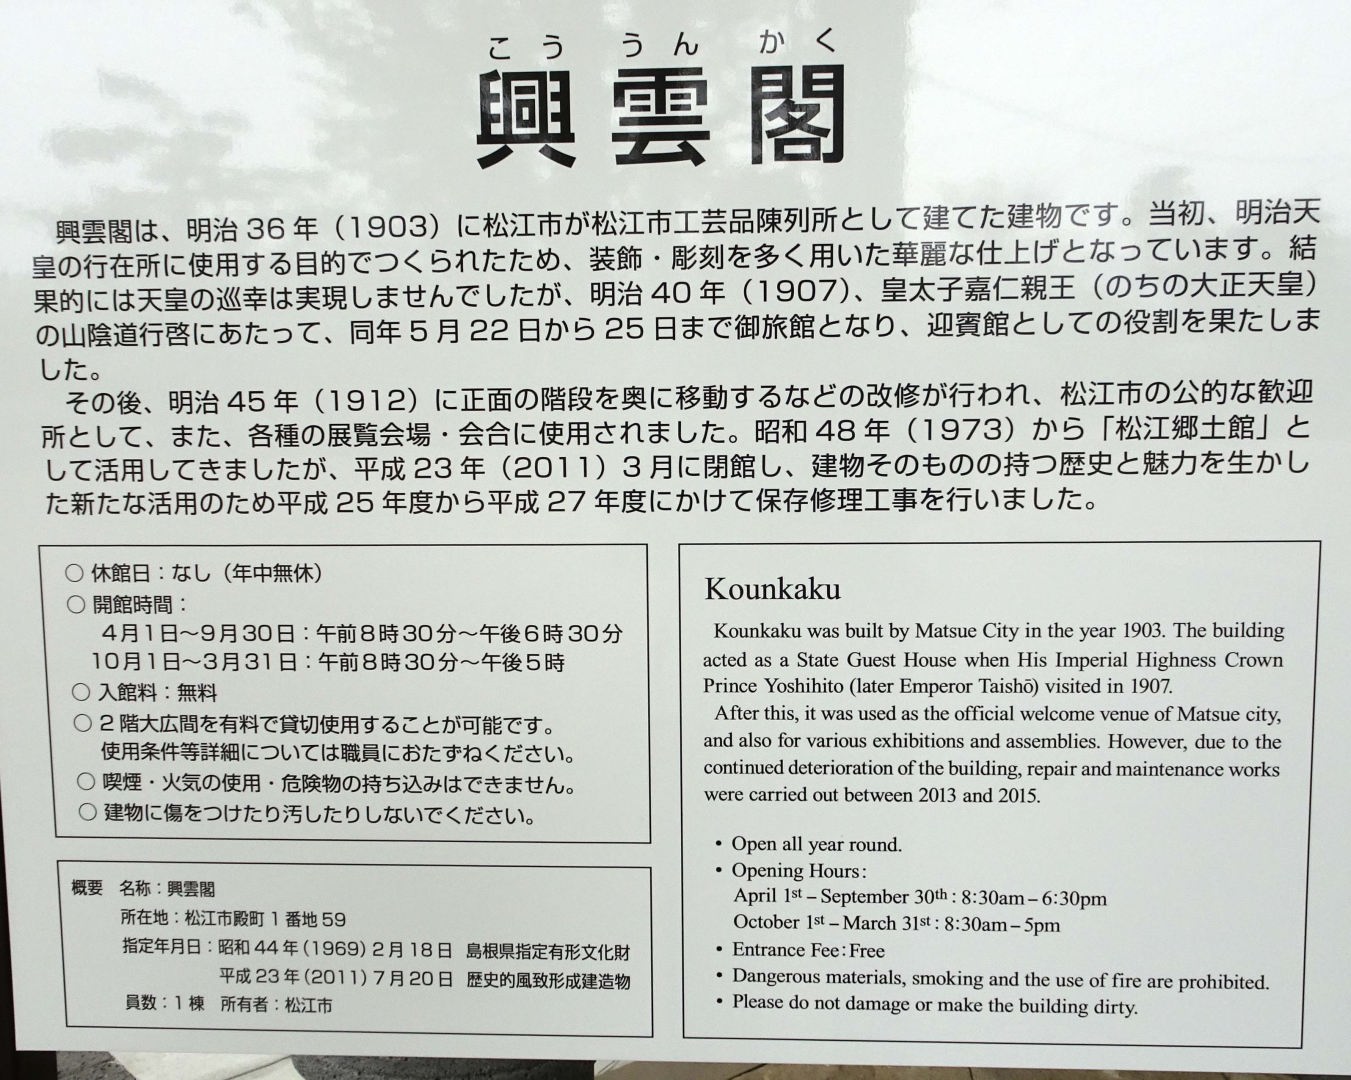 こううんかく
興雲閣
興雲閣は、明治 36 年（1903）に松江市が松江市工芸品陳列所として建てた建物です。当初、明治天
皇の行在所に使用する目的でつくられたため、装飾・彫刻を多く用いた華麗な仕上げとなっています。結
果的には天皇の巡幸は実現しませんでしたが、明治 40 年（1907）、皇太子嘉仁親王（のちの大正天皇）
の山陰道行啓にあたって、同年 5 月 22 日から 25 日まで御旅館となり、迎賓館としての役割を果たしま
した。
その後、明治 45 年（1912）に正面の階段を奥に移動するなどの改修が行われ、松江市の公的な歓迎
所として、また、各種の展覧会場・会合に使用されました。昭和 48 年（1973）から「松江郷土館」と
して活用してきましたが、平成 23 年（2011）3 月に閉館し、建物そのものの持つ歴史と魅力を生かし
た新たな活用のため平成 25 年度から平成 27 年度にかけて保存修理工事を行いました。
○ 休館日：なし（年中無休）
○ 開館時間：
4月1日～9月30日：午前8時30分～午後6時30分
10月1日～3月31日：午前8時30分～午後5時
○ 入館料：無料
○ 2階大広間を有料で貸切使用することが可能です。
使用条件等詳細については職員におたずねください。
○ 喫煙・火気の使用・危険物の持ち込みはできません。
○ 建物に傷をつけたり汚したりしないでください。
概要 名称：興雲閣
所在地：松江市殿町 1 番地 59
指定年月日：昭和 44 年（1969）2 月 18 日 島根県指定有形文化財
平成 23 年（2011）7 月 20 日 歴史的風致形成建造物
員数：1 棟 所有者：松江市
Kounkaku
Kounkaku was built by Matsue City in the year 1903. The building
acted as a State Guest House when His Imperial Highness Crown
Prince Yoshihito (later Emperor Taishō) visited in 1907.
After this, it was used as the official welcome venue of Matsue city,
and also for various exhibitions and assemblies. However, due to the
continued deterioration of the building, repair and maintenance works
were carried out between 2013 and 2015.
• Open all year round.
• Opening Hours:
April 1st – September 30th : 8:30am – 6:30pm
October 1st – March 31st : 8:30am – 5pm
• Entrance Fee: Free
• Dangerous materials, smoking and the use of fire are prohibited.
• Please do not damage or make the building dirty.